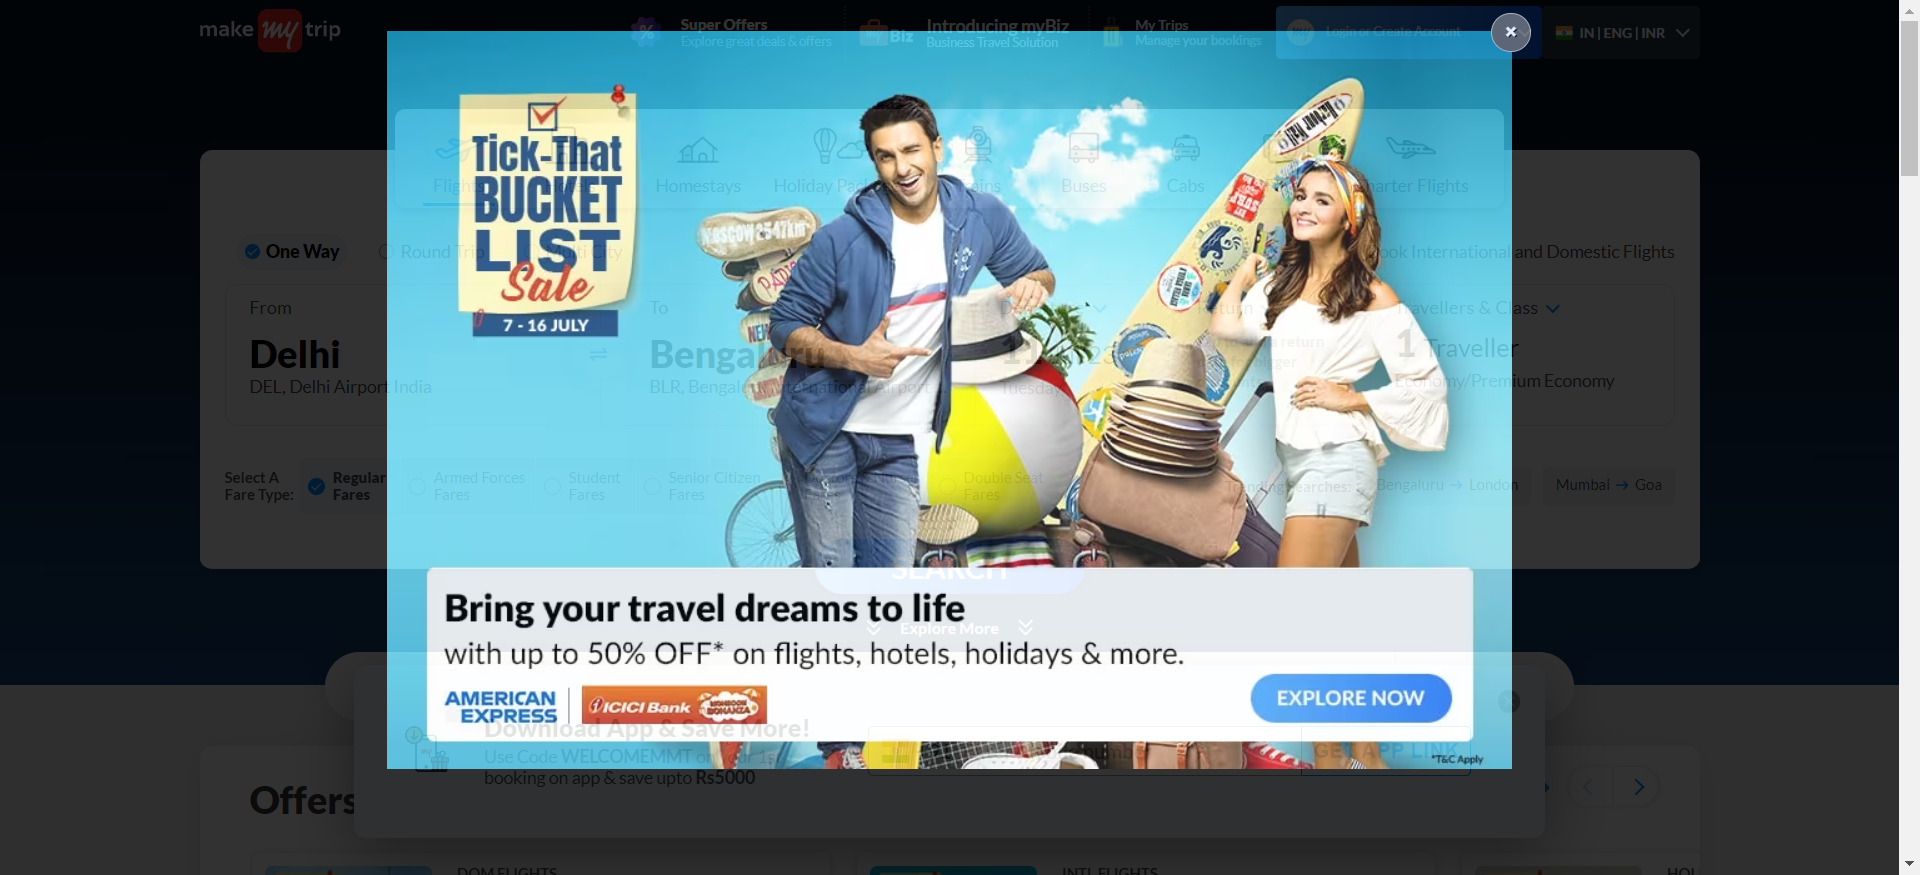 make my trip
Super Offers
Explore great deals & offers
Biz
Introducing myBiz
Business Travel Solution
My Trips
Manage your bookings
my
Login or Create Account
IN | ENG | INR
Tick-That
BUCKET
LIST
Sale
7 - 16 JULY
Flights
Homestays
Buses
Cabs
Charter Flights
One Way
Round Trip
Multi City
Book International and Domestic Flights
From
Delhi
DEL, Delhi Airport India
To
Bengaluru
BLR, Bengaluru International Airport
Tuesday
Return
Travellers & Class
1 Traveller
Economy/Premium Economy
Select A
Fare Type:
Regular
Fares
Armed Forces
Fares
Student
Fares
Senior Citizen
Fares
Double Seat
Fares
Trending Searches:
Bengaluru → London
Mumbai → Goa
SEARCH
Explore More
Bring your travel dreams to life
with up to 50% OFF* on flights, hotels, holidays & more.
AMERICAN
EXPRESS
ICICI Bank
MONSOON
BONANZA
EXPLORE NOW
*T&C Apply
Download App & Save More!
Use Code WELCOMEMMT on your 1st
booking on app & save upto Rs5000
GET APP LINK
Offers
DOM FLIGHTS
INTL FLIGHTS